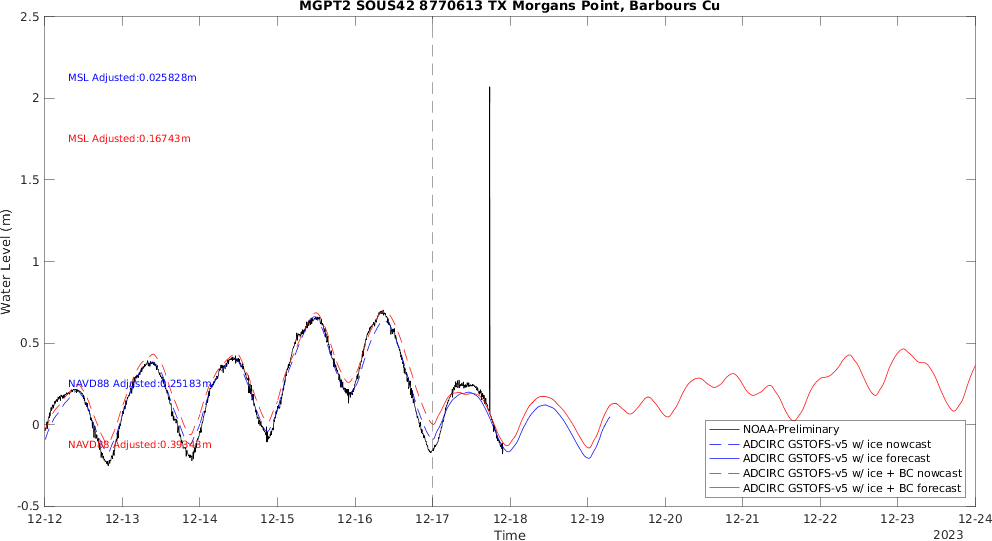 MGPT2 SOUS42 8770613 TX Morgans Point, Barbours Cu
2.5
2
1.5
1
0.5
0
-0.5
Water Level (m)
MSL Adjusted:0.025828m
MSL Adjusted:0.16743m
NAVD88 Adjusted:0.25183m
NAVD88 Adjusted:0.39343m
NOAA-Preliminary
ADCIRC GSTOFS-v5 w/ ice nowcast
ADCIRC GSTOFS-v5 w/ ice forecast
ADCIRC GSTOFS-v5 w/ ice + BC nowcast
ADCIRC GSTOFS-v5 w/ ice + BC forecast
12-12 12-13 12-14 12-15 12-16 12-17 12-18 12-19 12-20 12-21 12-22 12-23 12-24
Time
2023